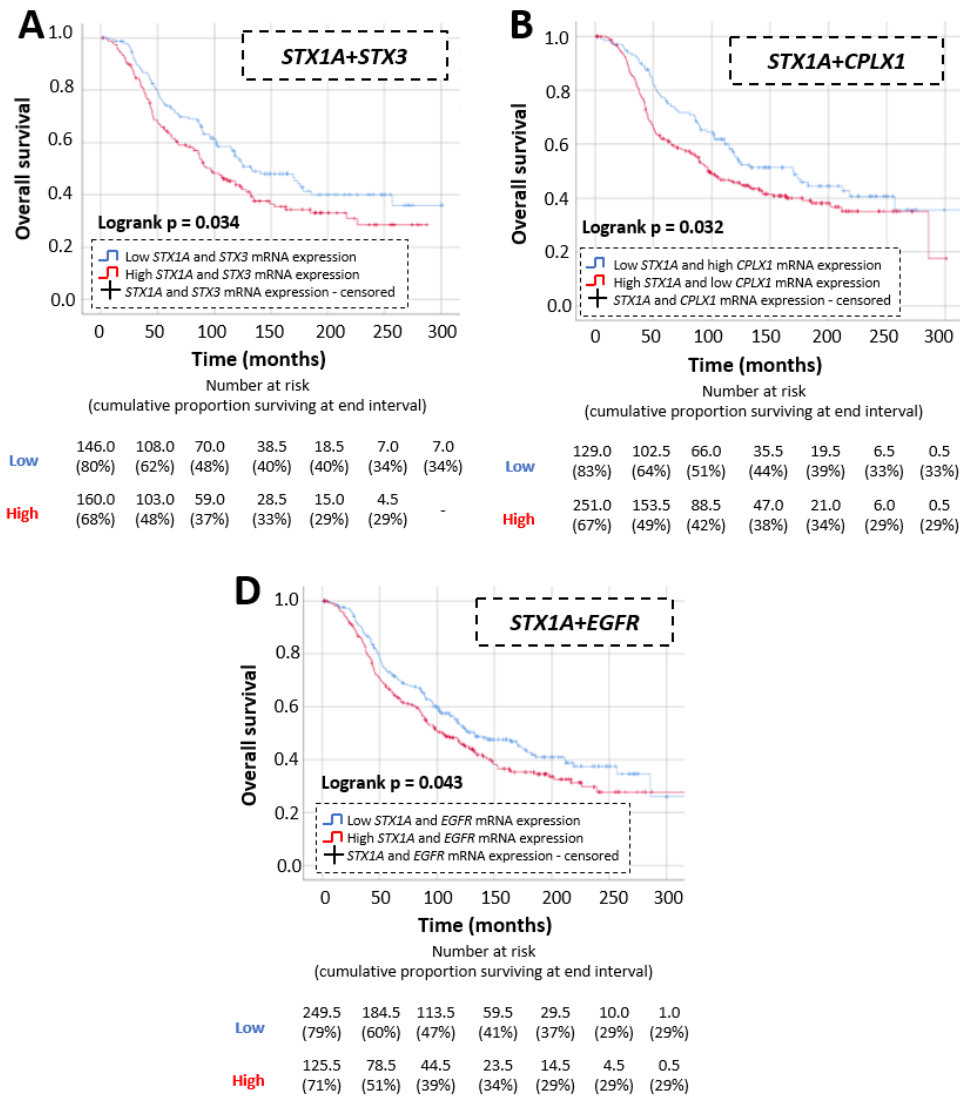 A
STX1A+STX3
Overall survival
1.0
0.8
0.6
0.4
0.2
0.0
Logrank p = 0.034
Low STX1A and STX3 mRNA expression
High STX1A and STX3 mRNA expression
STX1A and STX3 mRNA expression - censored
0 50 100 150 200 250 300
Time (months)
Number at risk
(cumulative proportion surviving at end interval)
Low 146.0 108.0 70.0 38.5 18.5 7.0 7.0
(80%) (62%) (48%) (40%) (40%) (34%) (34%)
High 160.0 103.0 59.0 28.5 15.0 4.5 -
(68%) (48%) (37%) (33%) (29%) (29%)
B
STX1A+CPLX1
Overall survival
1.0
0.8
0.6
0.4
0.2
0.0
Logrank p = 0.032
Low STX1A and high CPLX1 mRNA expression
High STX1A and low CPLX1 mRNA expression
STX1A and CPLX1 mRNA expression - censored
0 50 100 150 200 250 300
Time (months)
Number at risk
(cumulative proportion surviving at end interval)
Low 129.0 102.5 66.0 35.5 19.5 6.5 0.5
(83%) (64%) (51%) (44%) (39%) (33%) (33%)
High 251.0 153.5 88.5 47.0 21.0 6.0 0.5
(67%) (49%) (42%) (38%) (34%) (29%) (29%)
D
STX1A+EGFR
Overall survival
1.0
0.8
0.6
0.4
0.2
0.0
Logrank p = 0.043
Low STX1A and EGFR mRNA expression
High STX1A and EGFR mRNA expression
STX1A and EGFR mRNA expression - censored
0 50 100 150 200 250 300
Time (months)
Number at risk
(cumulative proportion surviving at end interval)
Low 249.5 184.5 113.5 59.5 29.5 10.0 1.0
(79%) (60%) (47%) (41%) (37%) (29%) (29%)
High 125.5 78.5 44.5 23.5 14.5 4.5 0.5
(71%) (51%) (39%) (34%) (29%) (29%) (29%)